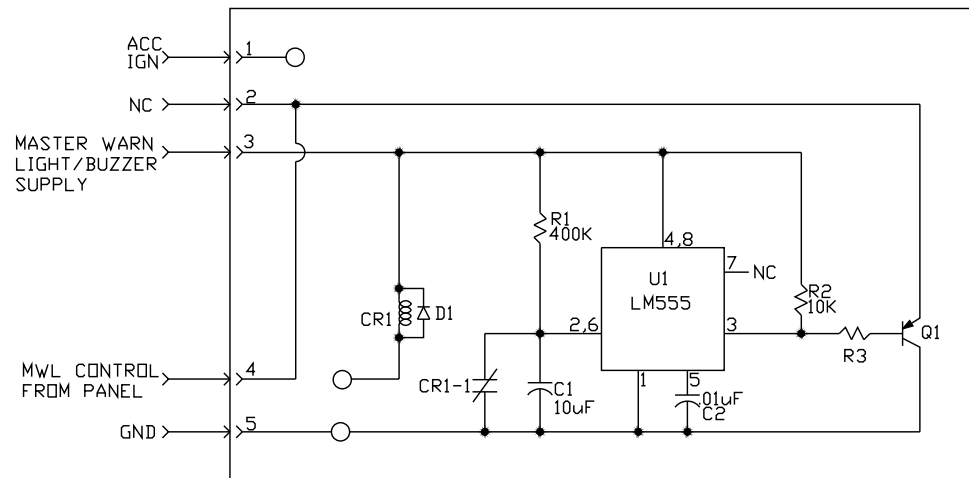 ACC
IGN
1
NC
2
MASTER WARN
LIGHT/BUZZER
SUPPLY
3
R1
400K
4,8
7
NC
U1
LM555
R2
10K
CR1
D1
2,6
3
Q1
R3
MWL CONTROL
FROM PANEL
4
CR1-1
C1
10uF
1
5
.01uF
C2
GND
5